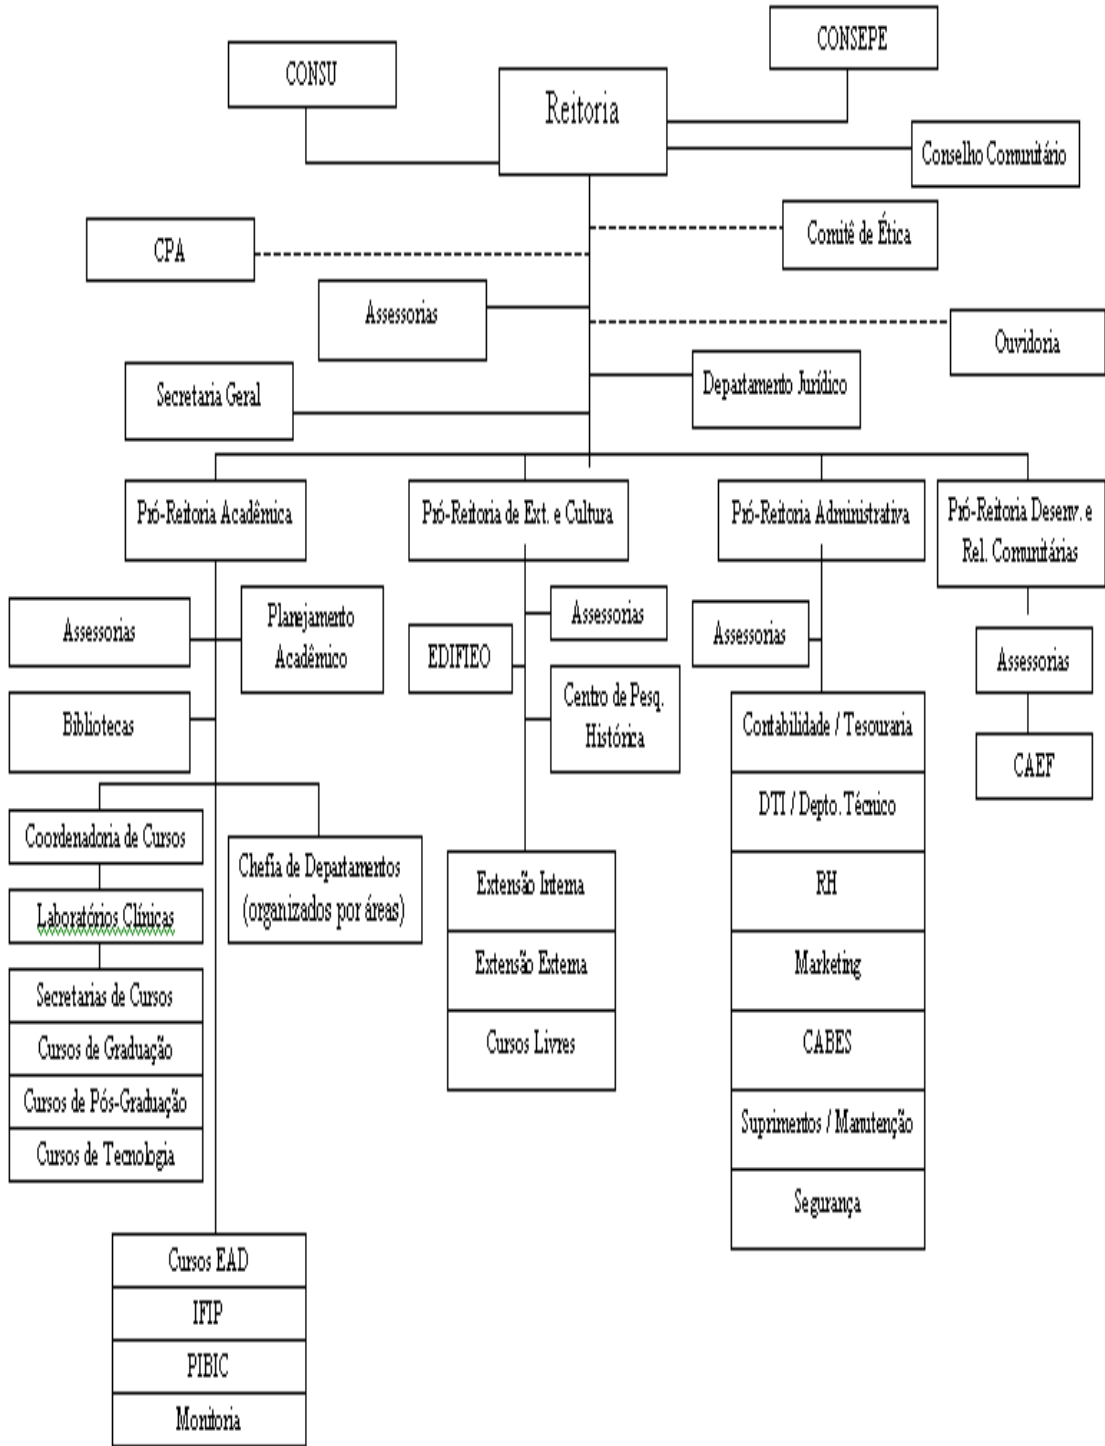 CONSEPE
CONSU
Reitoria
Conselho Comunitário
Comitê de Ética
CPA
Assessorias
Ouvidoria
Departamento Jurídico
Secretaria Geral
Pró-Reitoria Acadêmica
Pró-Reitoria de Ext. e Cultura
Pró-Reitoria Administrativa
Pró-Reitoria Desenv. e
Rel. Comunitárias
Assessorias
Planejamento
Acadêmico
Bibliotecas
Coordenadoria de Cursos
Laboratórios Clínicas
Chefia de Departamentos
(organizados por áreas)
Secretarias de Cursos
Cursos de Graduação
Cursos de Pós-Graduação
Cursos de Tecnologia
Cursos EAD
IFIP
PIBIC
Monitoria
Assessorias
EDIFIEO
Centro de Pesq.
Histórica
Extensão Interna
Extensão Externa
Cursos Livres
Assessorias
Contabilidade / Tesouraria
DTI / Depto. Técnico
RH
Marketing
CABES
Suprimentos / Manutenção
Segurança
Assessorias
CAEF